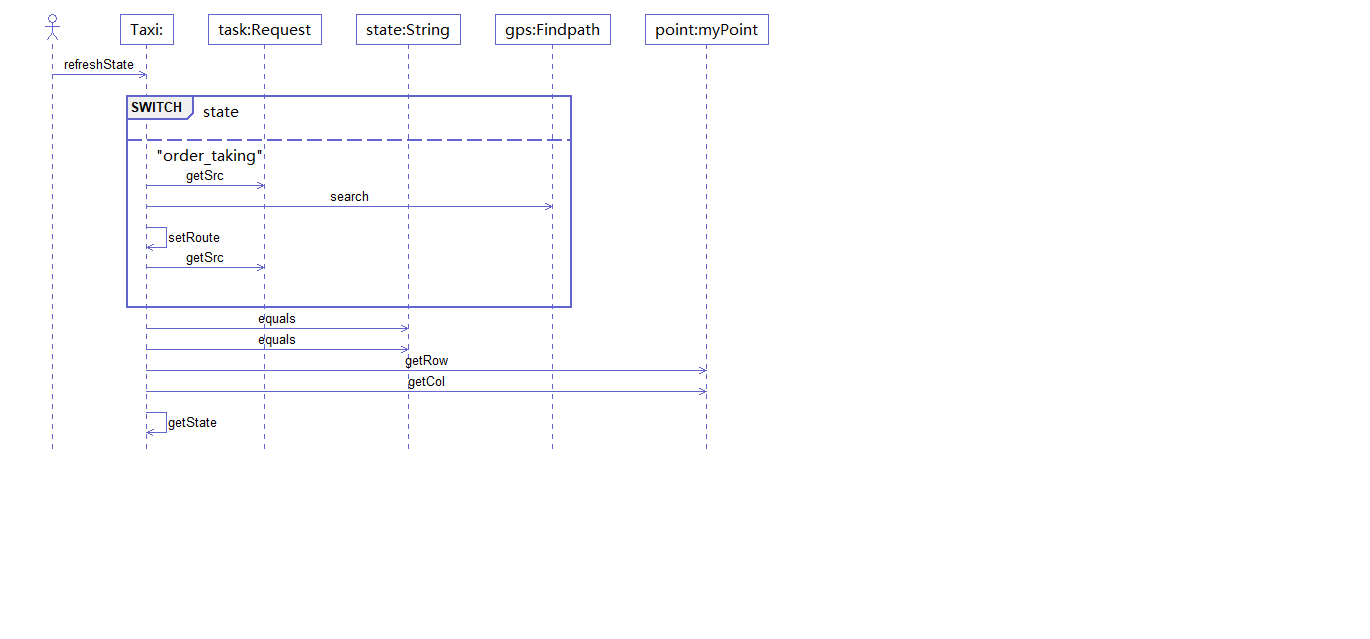 Taxi:
task:Request
state:String
gps:Findpath
point:myPoint
refreshState
SWITCH
state
"order_taking"
getSrc
search
setRoute
getSrc
equals
equals
getRow
getCol
getState